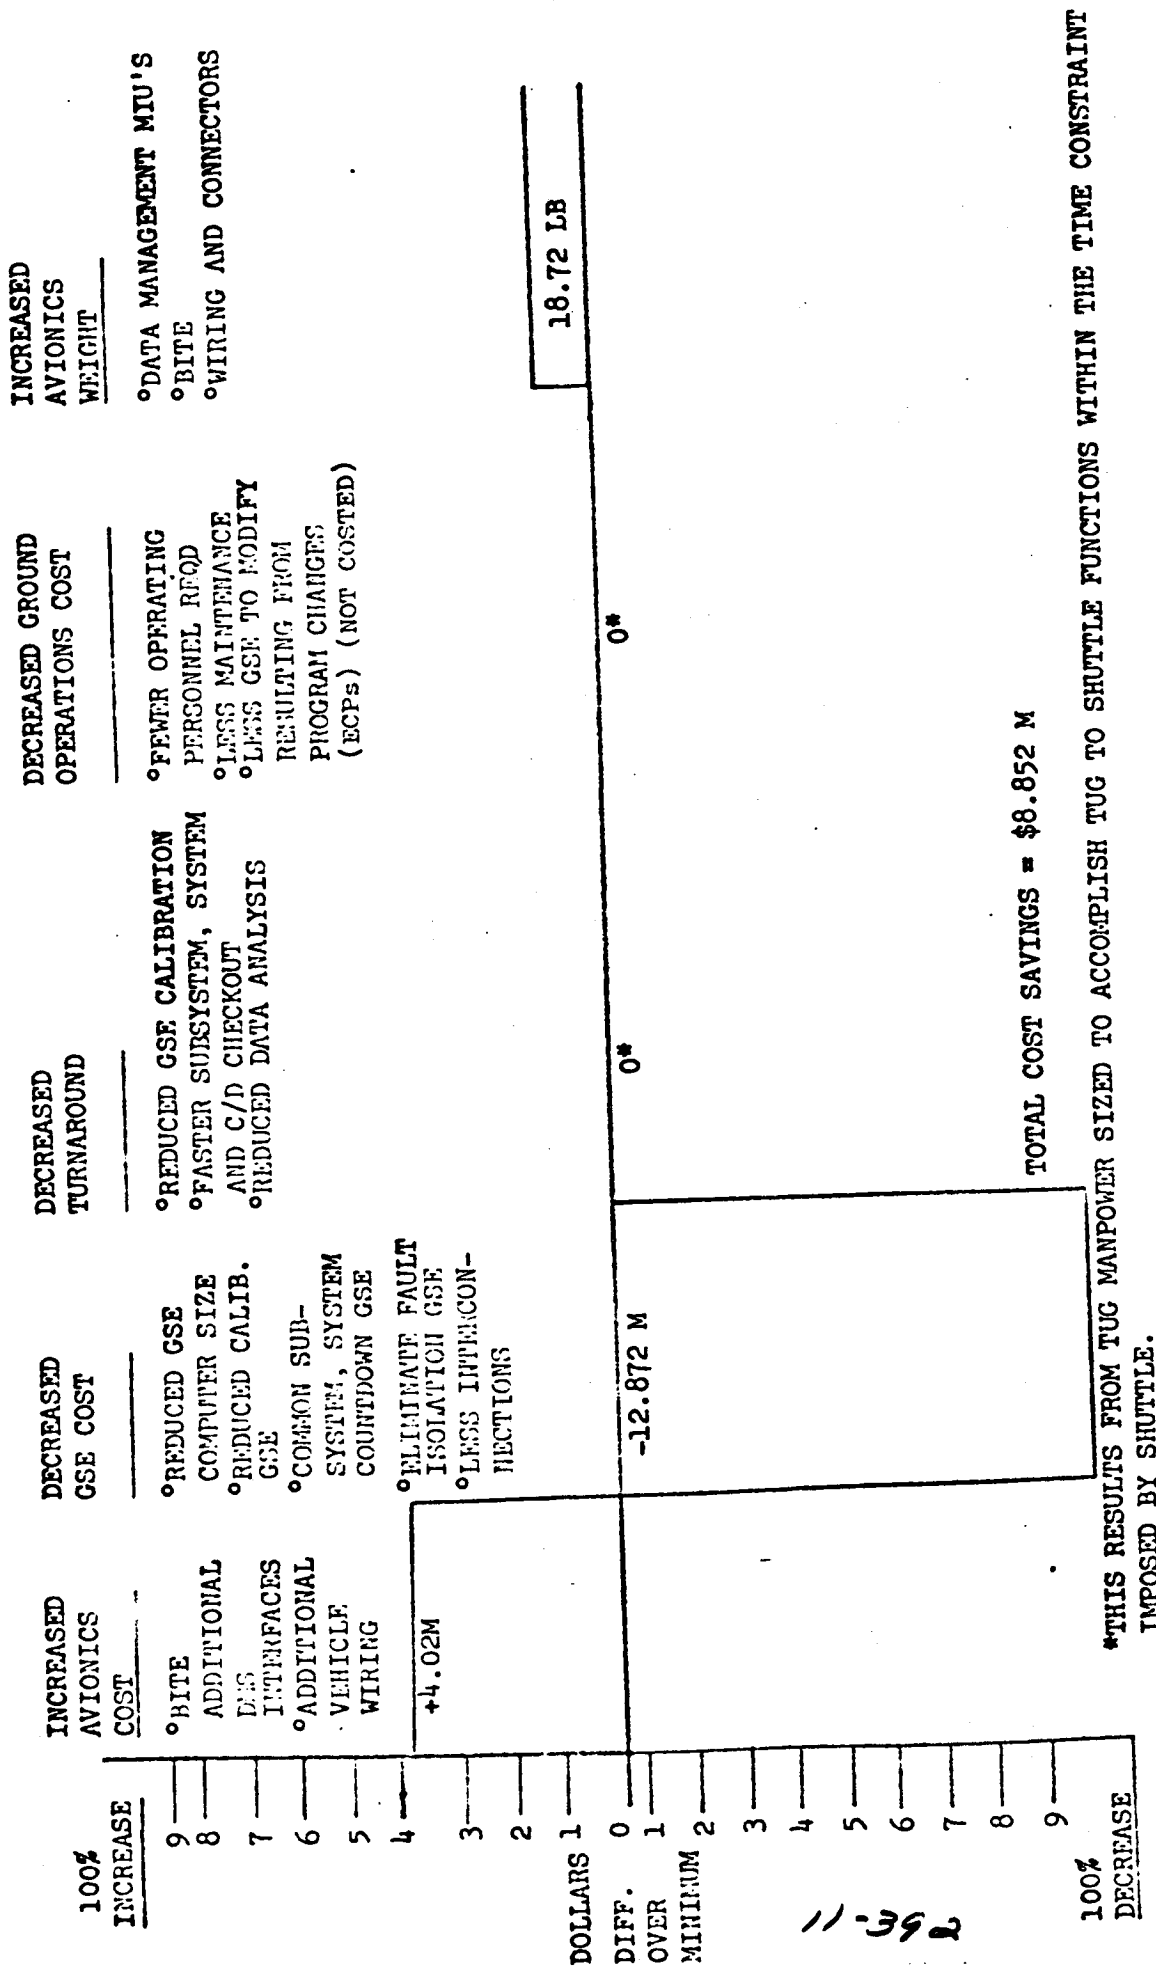 100%
INCREASE
9
8
7
6
5
4
3
2
1
0
1
2
3
4
5
6
7
8
9
DOLLARS
DIFF.
OVER
MINIMUM
100%
DECREASE
INCREASED
AVIONICS
COST
°BITE
ADDITIONAL
DMS
INTERFACES
°ADDITIONAL
VEHICLE
WIRING
+4.02M
DECREASED
GSE COST
°REDUCED GSE
COMPUTER SIZE
°REDUCED CALIB.
GSE
°COMMON SUB-
SYSTEM, SYSTEM
COUNTDOWN GSE
°ELIMINATE FAULT
ISOLATION GSE
°LESS INTERCON-
NECTIONS
-12.872 M
DECREASED
TURNAROUND
°REDUCED GSE CALIBRATION
°FASTER SUBSYSTEM, SYSTEM
AND C/D CHECKOUT
°REDUCED DATA ANALYSIS
0*
DECREASED GROUND
OPERATIONS COST
°FEWER OPERATING
PERSONNEL REQD
°LESS MAINTENANCE
°LESS GSE TO MODIFY
RESULTING FROM
PROGRAM CHANGES
(ECPs) (NOT COSTED)
0*
INCREASED
AVIONICS
WEIGHT
°DATA MANAGEMENT MIU'S
°BITE
°WIRING AND CONNECTORS
18.72 LB
TOTAL COST SAVINGS = $8.852 M
*THIS RESULTS FROM TUG MANPOWER SIZED TO ACCOMPLISH TUG TO SHUTTLE FUNCTIONS WITHIN THE TIME CONSTRAINT
IMPOSED BY SHUTTLE.
11-392